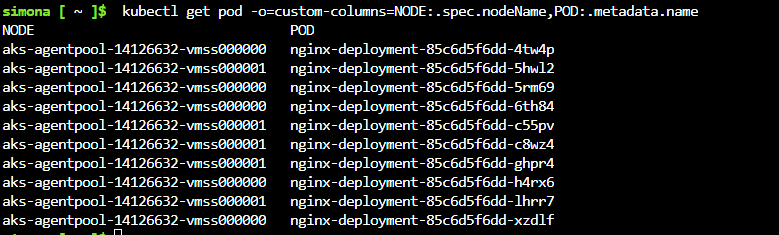 simona [ ~ ]$ kubectl get pod -o=custom-columns=NODE:.spec.nodeName,POD:.metadata.name
NODE POD
aks-agentpool-14126632-vmss000000 nginx-deployment-85c6d5f6dd-4tw4p
aks-agentpool-14126632-vmss000001 nginx-deployment-85c6d5f6dd-5hwl2
aks-agentpool-14126632-vmss000000 nginx-deployment-85c6d5f6dd-5rm69
aks-agentpool-14126632-vmss000000 nginx-deployment-85c6d5f6dd-6th84
aks-agentpool-14126632-vmss000001 nginx-deployment-85c6d5f6dd-c55pv
aks-agentpool-14126632-vmss000001 nginx-deployment-85c6d5f6dd-c8wz4
aks-agentpool-14126632-vmss000001 nginx-deployment-85c6d5f6dd-ghpr4
aks-agentpool-14126632-vmss000000 nginx-deployment-85c6d5f6dd-h4rx6
aks-agentpool-14126632-vmss000001 nginx-deployment-85c6d5f6dd-lhrr7
aks-agentpool-14126632-vmss000000 nginx-deployment-85c6d5f6dd-xzdlf